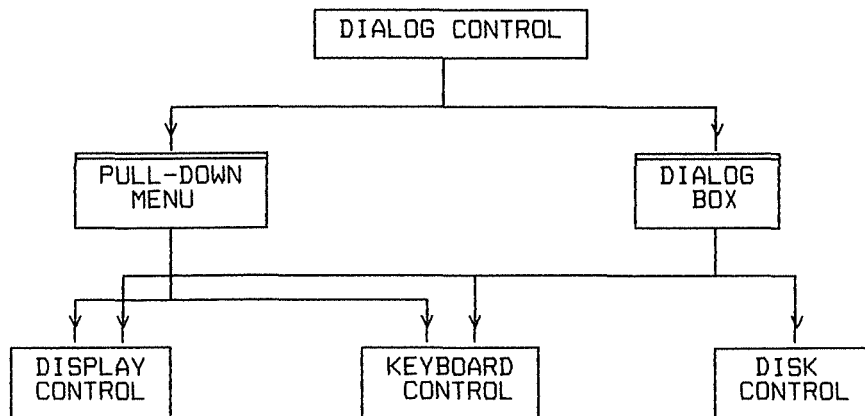 DIALOG CONTROL
PULL-DOWN
MENU
DIALOG
BOX
DISPLAY
CONTROL
KEYBOARD
CONTROL
DISK
CONTROL